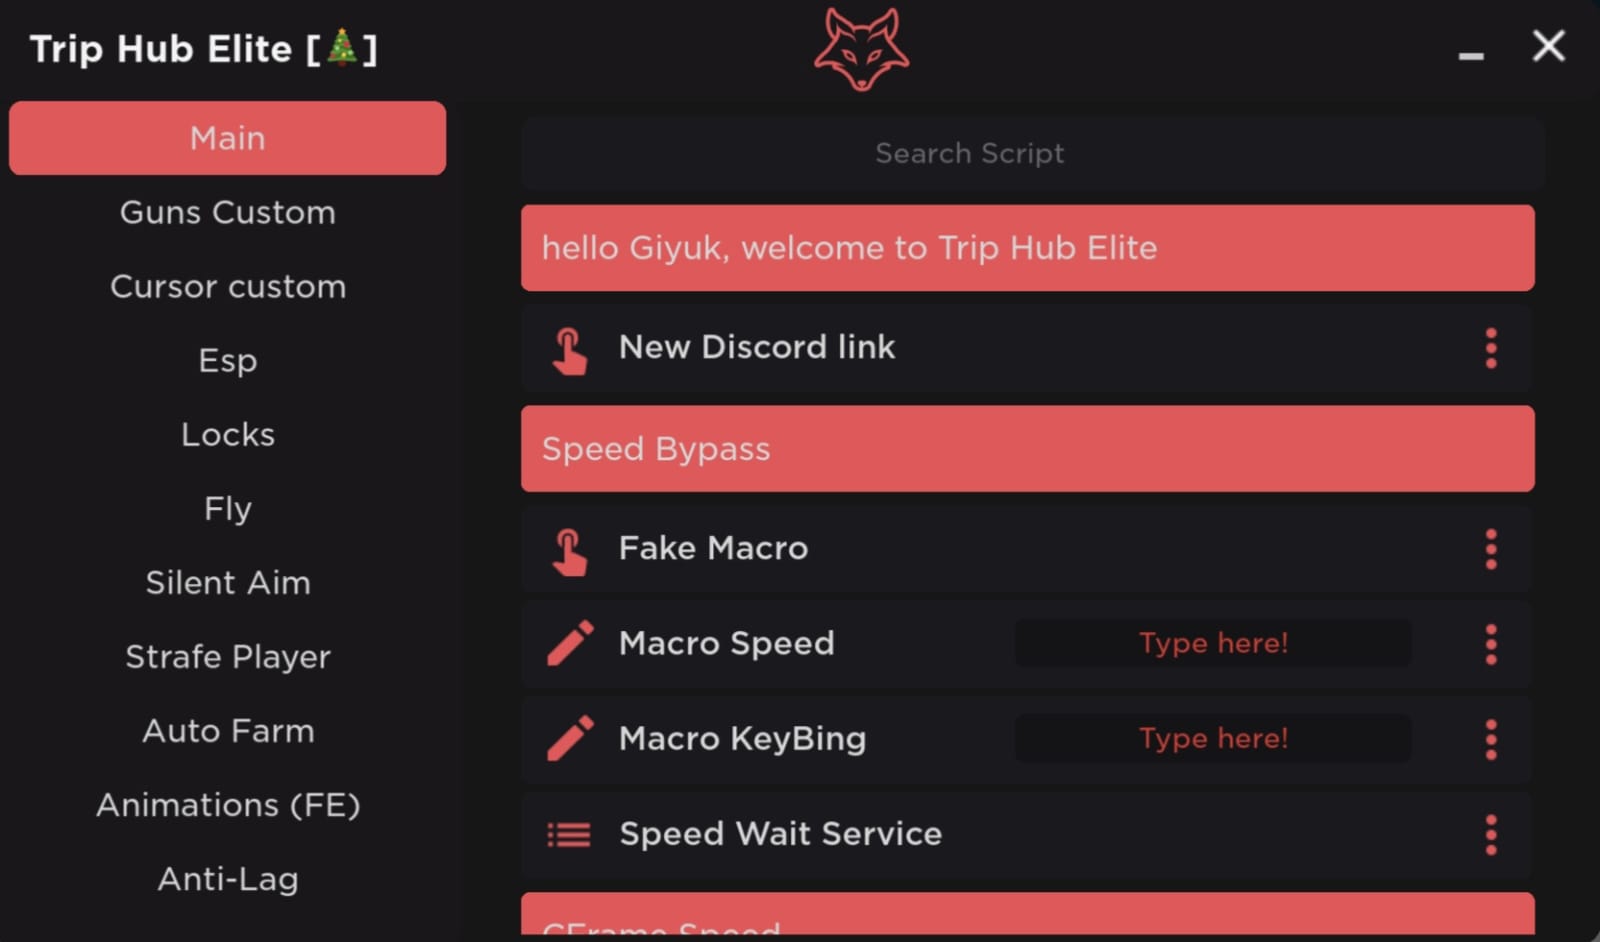 Trip Hub Elite [🎄]
Main
Guns Custom
Cursor custom
Esp
Locks
Fly
Silent Aim
Strafe Player
Auto Farm
Animations (FE)
Anti-Lag
Search Script
hello Giyuk, welcome to Trip Hub Elite
New Discord link
Speed Bypass
Fake Macro
Macro Speed Type here!
Macro KeyBing Type here!
Speed Wait Service
CFrame Speed